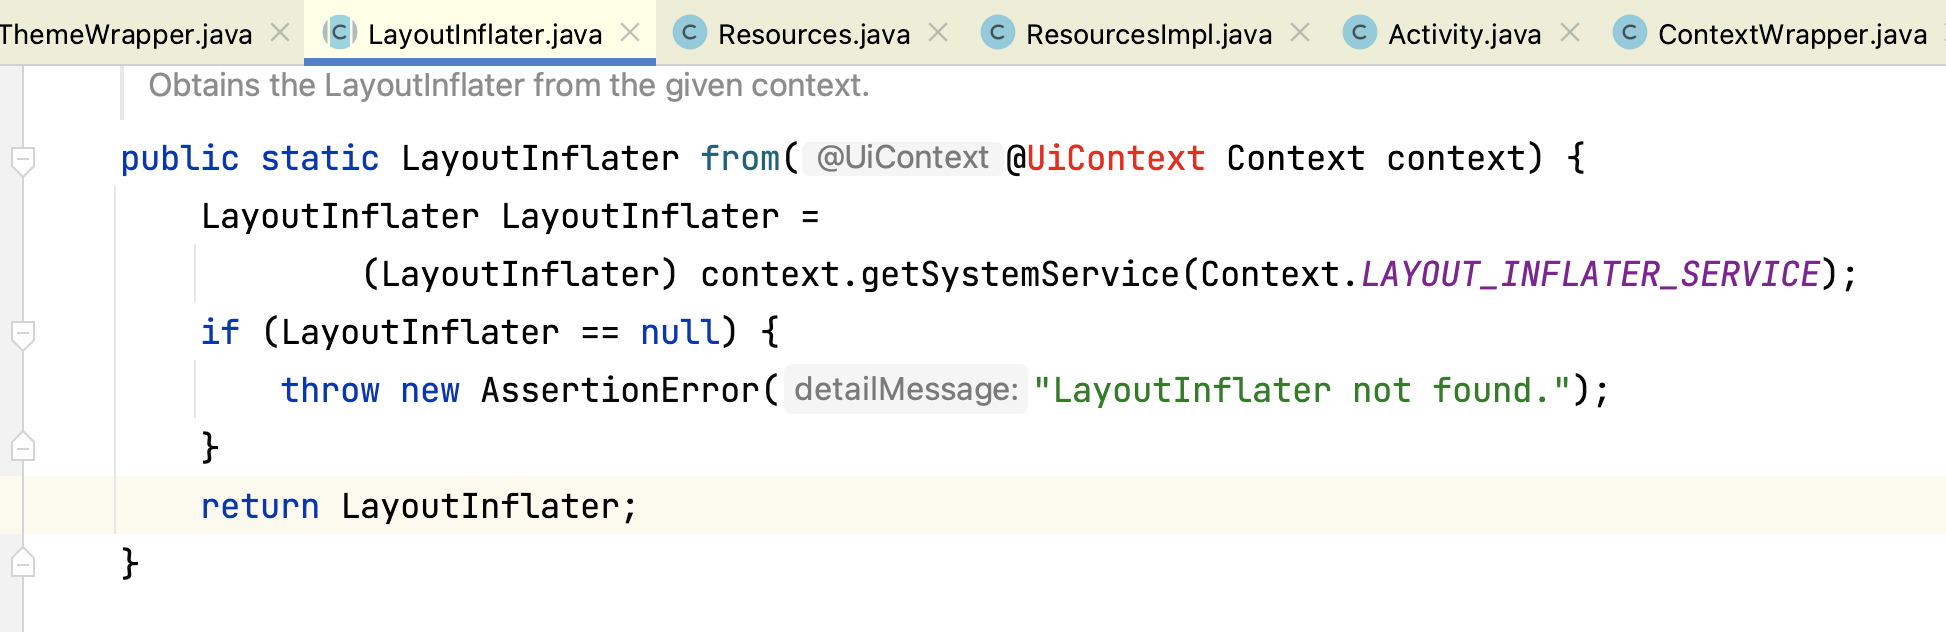 ThemeWrapper.java LayoutInflater.java Resources.java ResourcesImpl.java Activity.java ContextWrapper.java
Obtains the LayoutInflater from the given context.
public static LayoutInflater from( @UiContext @UiContext Context context) {
LayoutInflater LayoutInflater =
(LayoutInflater) context.getSystemService(Context.LAYOUT_INFLATER_SERVICE);
if (LayoutInflater == null) {
throw new AssertionError( detailMessage: "LayoutInflater not found.");
}
return LayoutInflater;
}